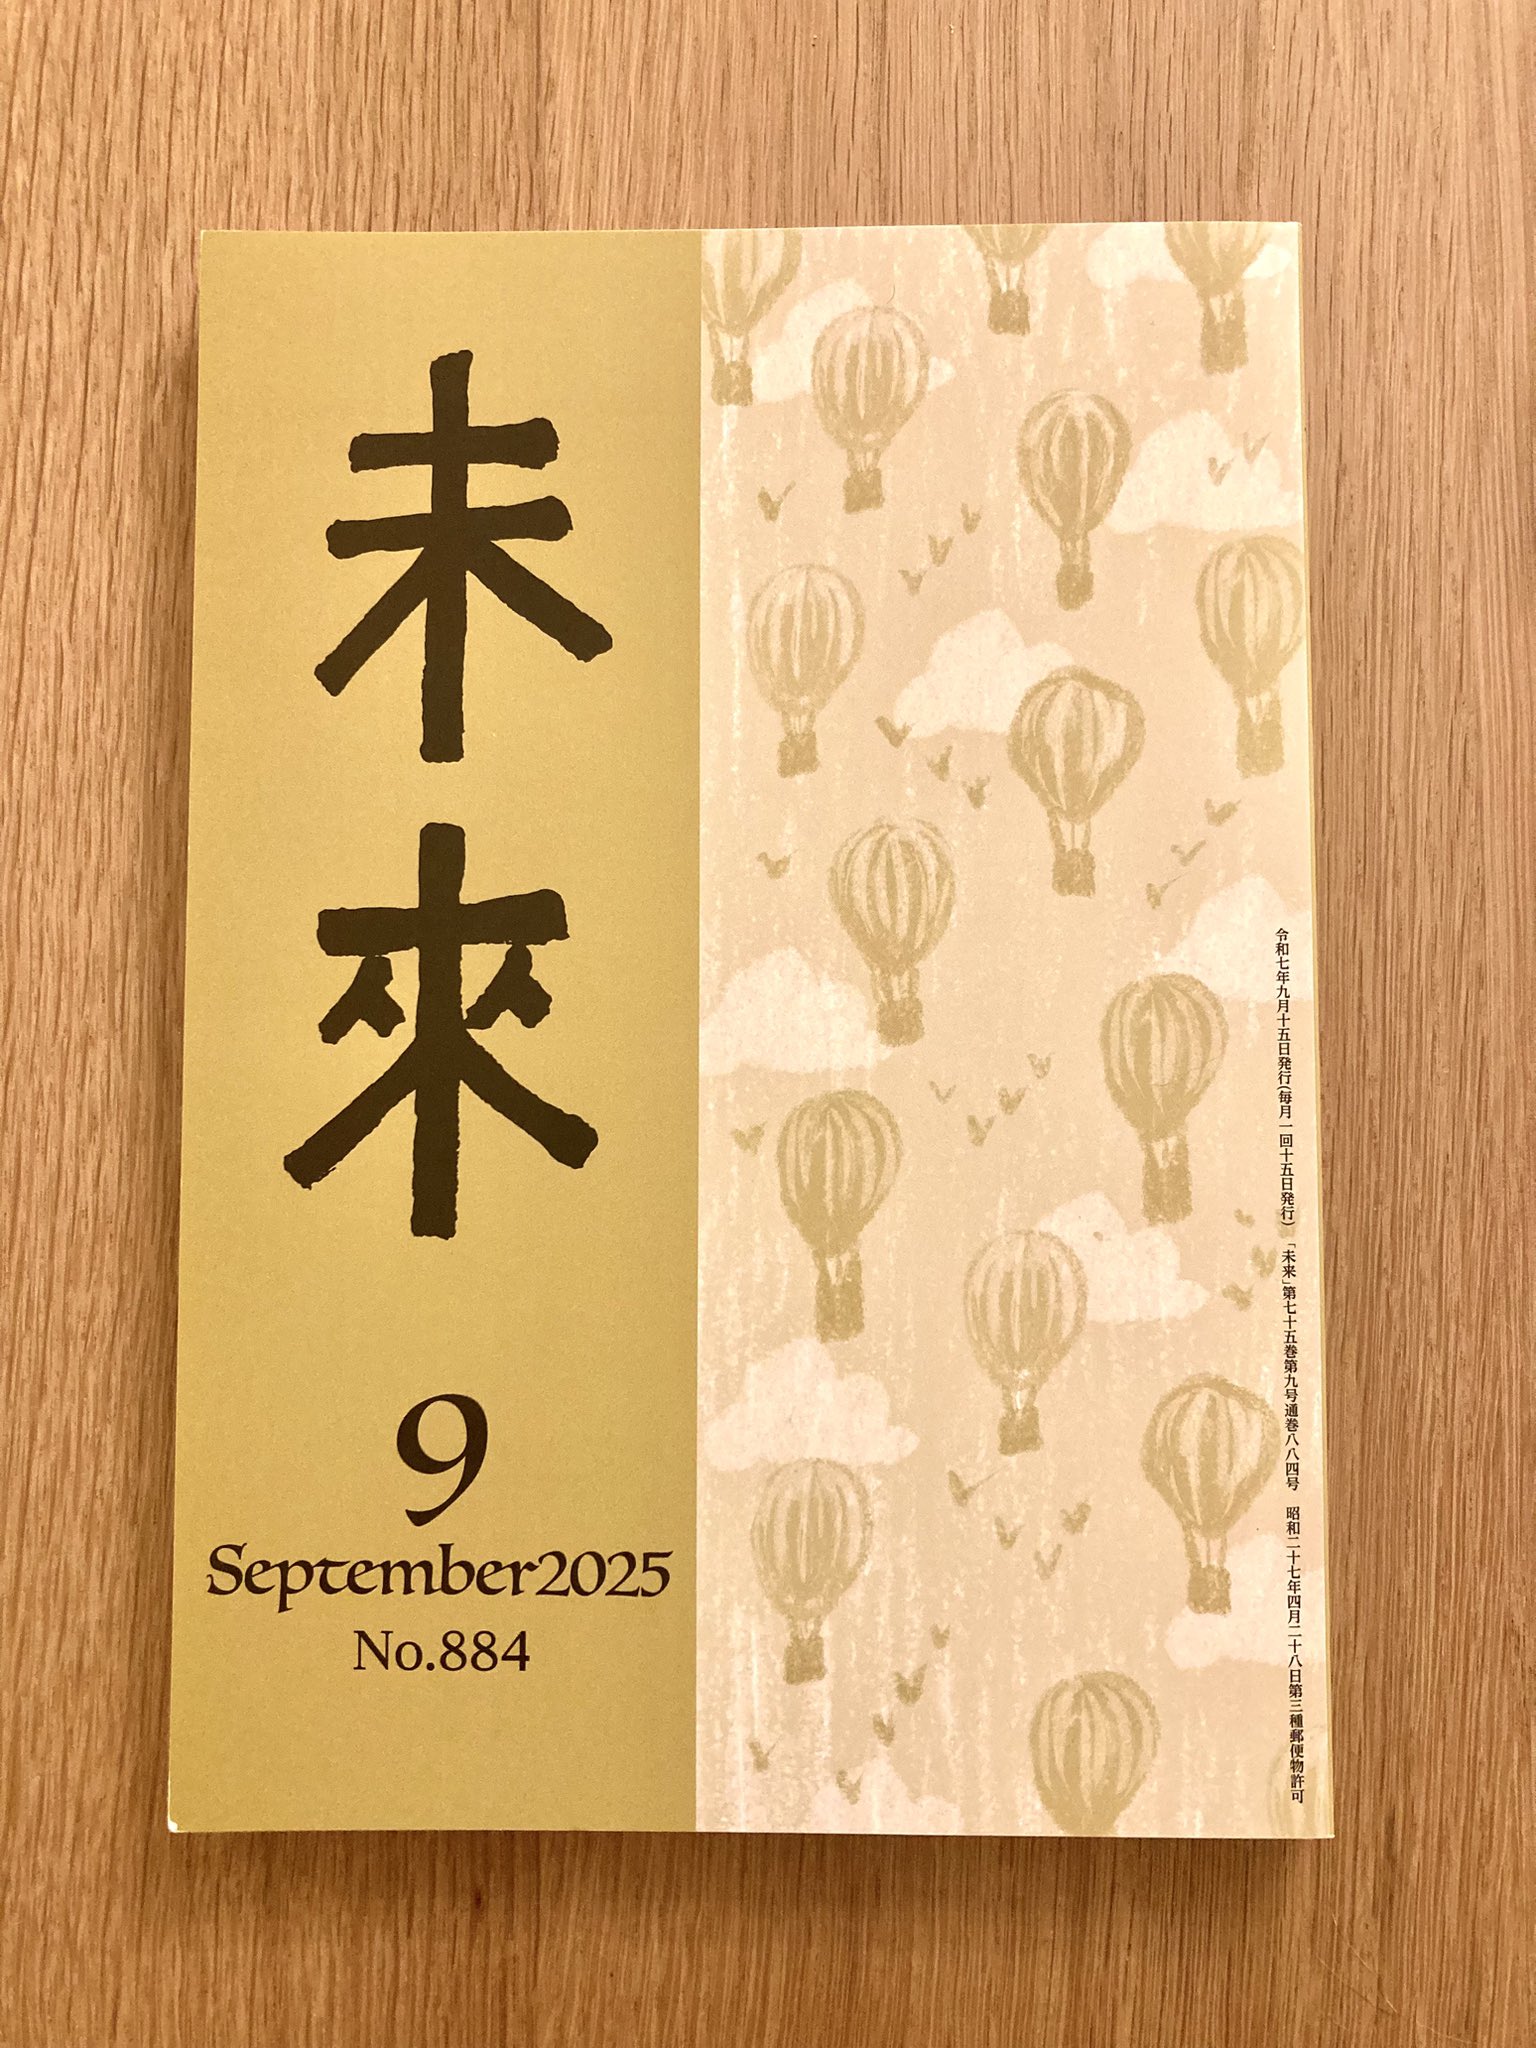 未來
9
September2025
No.884
令和七年九月十五日発行(毎月一回十五日発行) 「未来」第七十五巻第九号通巻八八四号 昭和二十七年四月二十八日第三種郵便物許可